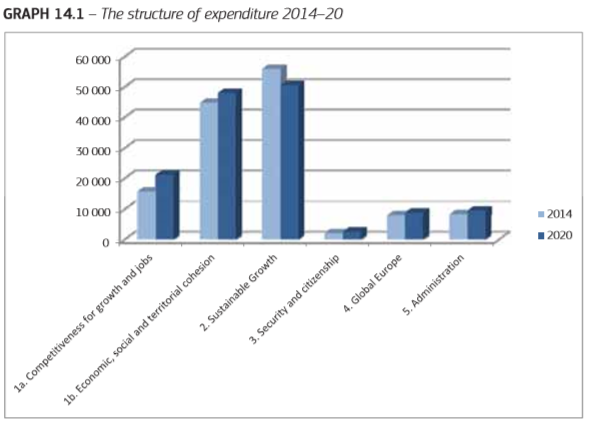 GRAPH 14.1 – The structure of expenditure 2014–20
60 000
50 000
40 000
30 000
20 000
10 000
0
2014
2020
1a. Competitiveness for growth and jobs
1b. Economic, social and territorial cohesion
2. Sustainable Growth
3. Security and citizenship
4. Global Europe
5. Administration